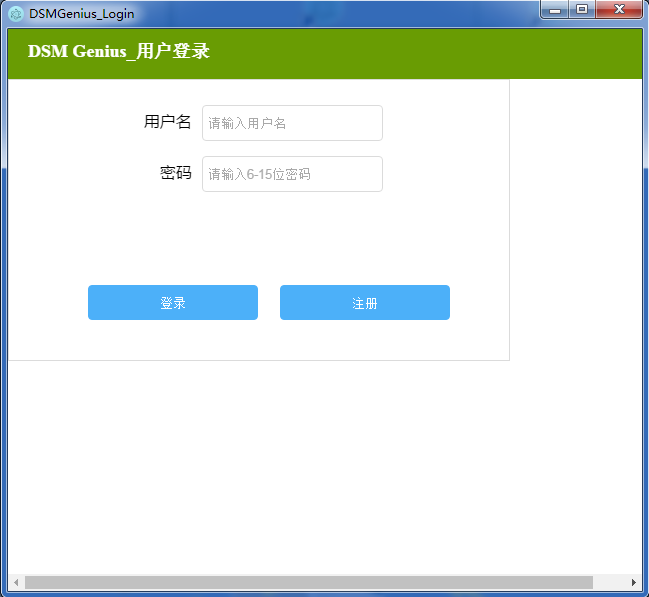 DSMGenius_Login
DSM Genius_用户登录
用户名 请输入用户名
密码 请输入6-15位密码
登录 注册